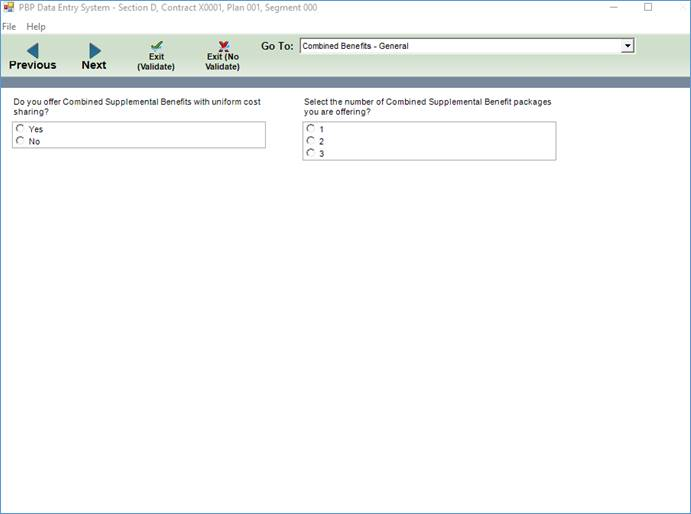 PBP Data Entry System - Section D, Contract X0001, Plan 001, Segment 000
File Help
Previous Next Exit (Validate) Exit (No Validate) Go To: Combined Benefits - General
Do you offer Combined Supplemental Benefits with uniform cost
sharing?
Yes
No
Select the number of Combined Supplemental Benefit packages
you are offering?
1
2
3